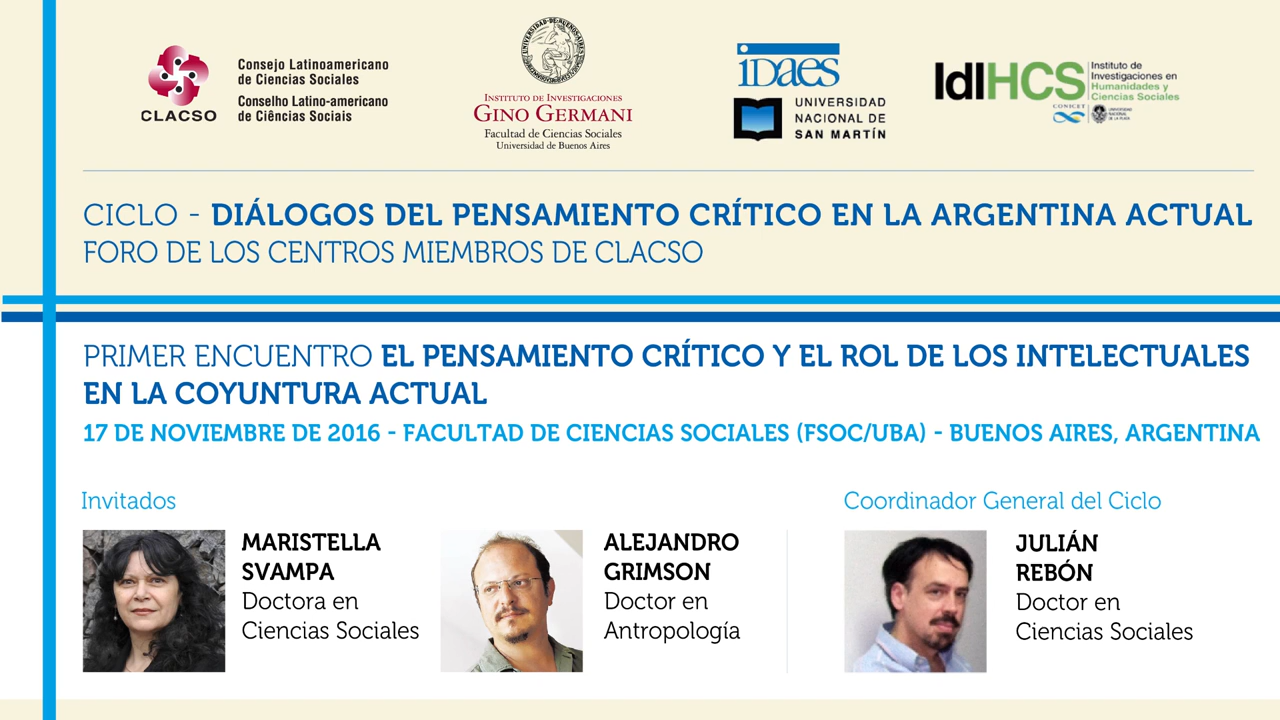 CLACSO
Consejo Latinoamericano
de Ciencias Sociales
Conselho Latino-americano
de Ciências Sociais
INSTITUTO DE INVESTIGACIONES
GINO GERMANI
Facultad de Ciencias Sociales
Universidad de Buenos Aires
iDAeS
UNIVERSIDAD
NACIONAL DE
SAN MARTÍN
IdIHCS
Instituto de
Investigaciones en
Humanidades y
Ciencias Sociales
CONICET
CICLO - DIÁLOGOS DEL PENSAMIENTO CRÍTICO EN LA ARGENTINA ACTUAL
FORO DE LOS CENTROS MIEMBROS DE CLACSO
PRIMER ENCUENTRO EL PENSAMIENTO CRÍTICO Y EL ROL DE LOS INTELECTUALES
EN LA COYUNTURA ACTUAL
17 DE NOVIEMBRE DE 2016 - FACULTAD DE CIENCIAS SOCIALES (FSOC/UBA) - BUENOS AIRES, ARGENTINA
Invitados
MARISTELLA
SVAMPA
Doctora en
Ciencias Sociales
ALEJANDRO
GRIMSON
Doctor en
Antropología
Coordinador General del Ciclo
JULIÁN
REBÓN
Doctor en
Ciencias Sociales